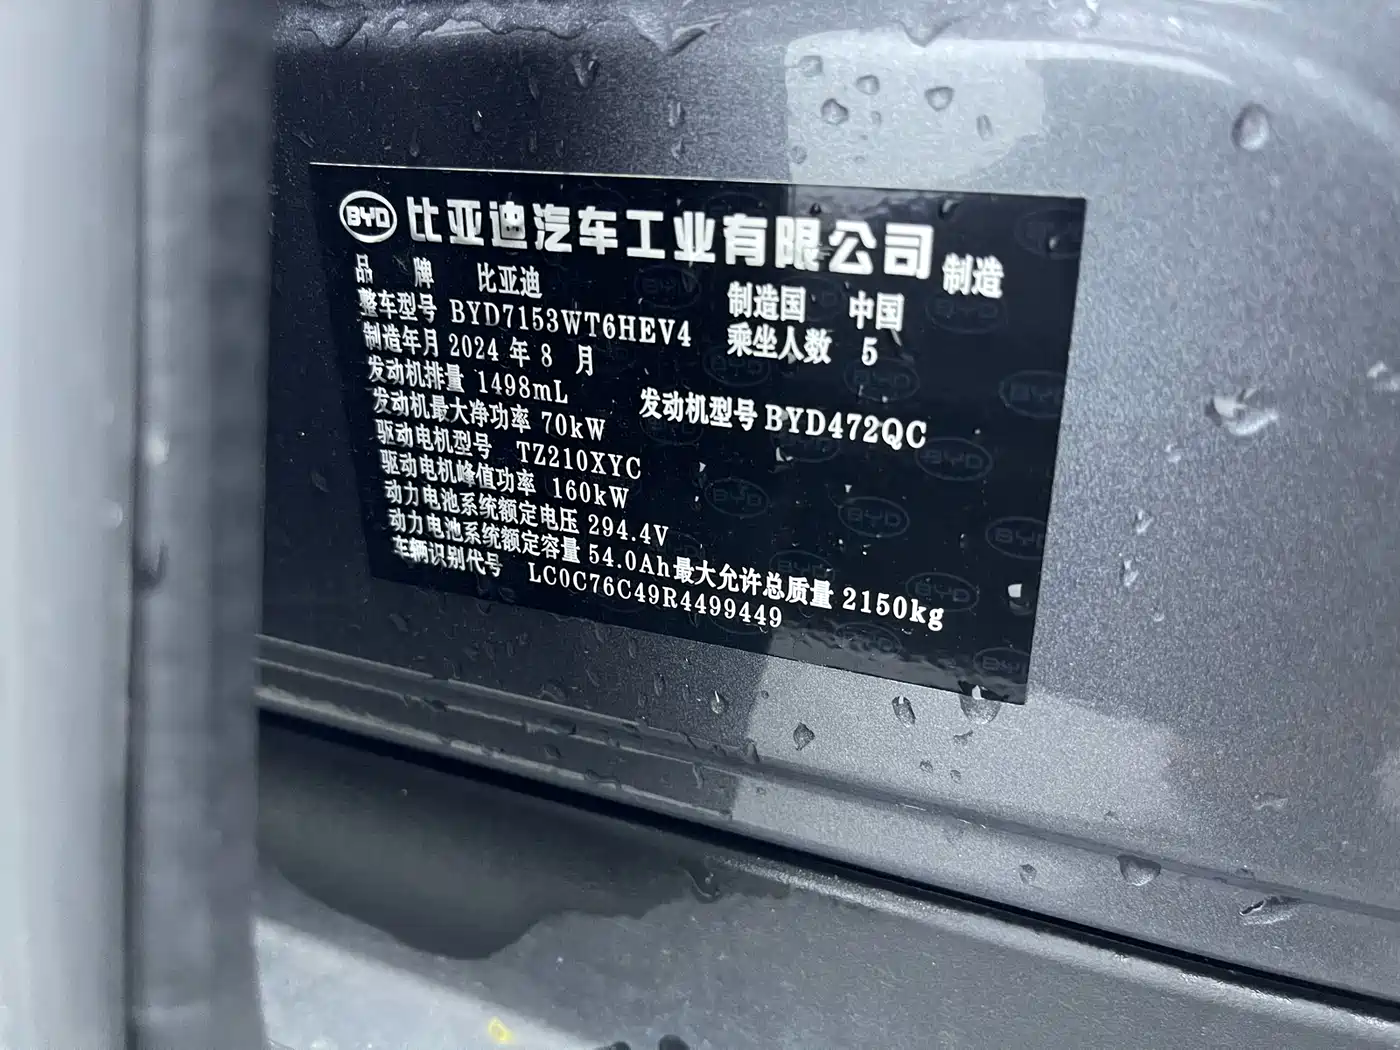 BYD 比亚迪汽车工业有限公司 制造
品 牌 比亚迪 制造国 中国
整车型号 BYD7153WT6HEV4 乘坐人数 5
制造年月 2024 年 8 月
发动机排量 1498mL 发动机型号 BYD472QC
发动机最大净功率 70kW
驱动电机型号 TZ210XYC
驱动电机峰值功率 160kW
动力电池系统额定电压 294.4V
动力电池系统额定容量 54.0Ah 最大允许总质量 2150kg
车辆识别代号 LC0C76C49R4499449